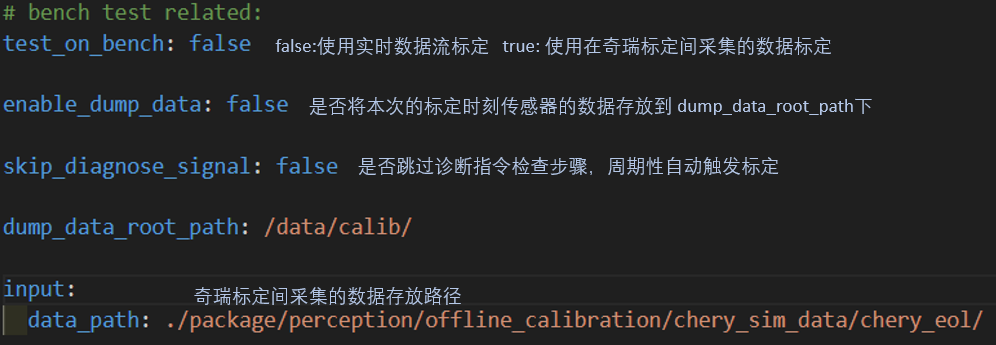 # bench test related:
test_on_bench: false false:使用实时数据流标定 true: 使用在奇瑞标定间采集的数据标定
enable_dump_data: false 是否将本次的标定时刻传感器的数据存放到 dump_data_root_path下
skip_diagnose_signal: false 是否跳过诊断指令检查步骤，周期性自动触发标定
dump_data_root_path: /data/calib/
input:
奇瑞标定间采集的数据存放路径
data_path: ./package/perception/offline_calibration/chery_sim_data/chery_eol/